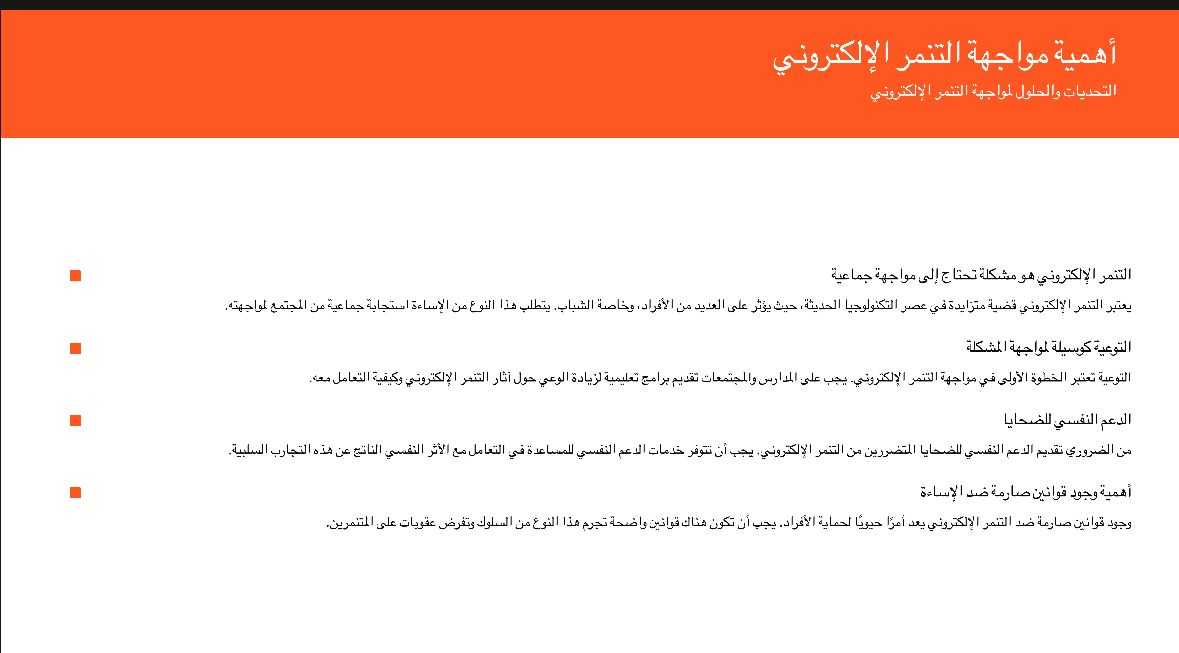 أهمية مواجهة التنمر الإلكتروني
التحديات والحلول لمواجهة التنمر الإلكتروني
التنمر الإلكتروني هو مشكلة تحتاج إلى مواجهة جماعية
يعتبر التنمر الإلكتروني قضية متزايدة في عصر التكنولوجيا الحديثة، حيث يؤثر على العديد من الأفراد، وخاصة الشباب. يتطلب هذا النوع من الإساءة استجابة جماعية من المجتمع لمواجهته.
التوعية كوسيلة لمواجهة المشكلة
التوعية تعتبر الخطوة الأولى في مواجهة التنمر الإلكتروني. يجب على المدارس والمجتمعات تقديم برامج تعليمية لزيادة الوعي حول آثار التنمر الإلكتروني وكيفية التعامل معه.
الدعم النفسي للضحايا
من الضروري تقديم الدعم النفسي للضحايا المتضررين من التنمر الإلكتروني. يجب أن تتوفر خدمات الدعم النفسي للمساعدة في التعامل مع الأثر النفسي الناتج عن هذه التجارب السلبية.
أهمية وجود قوانين صارمة ضد الإساءة
وجود قوانين صارمة ضد التنمر الإلكتروني يعد أمرًا حيويًا لحماية الأفراد. يجب أن تكون هناك قوانين واضحة تجرم هذا النوع من السلوك وتفرض عقوبات على المتنمرين.